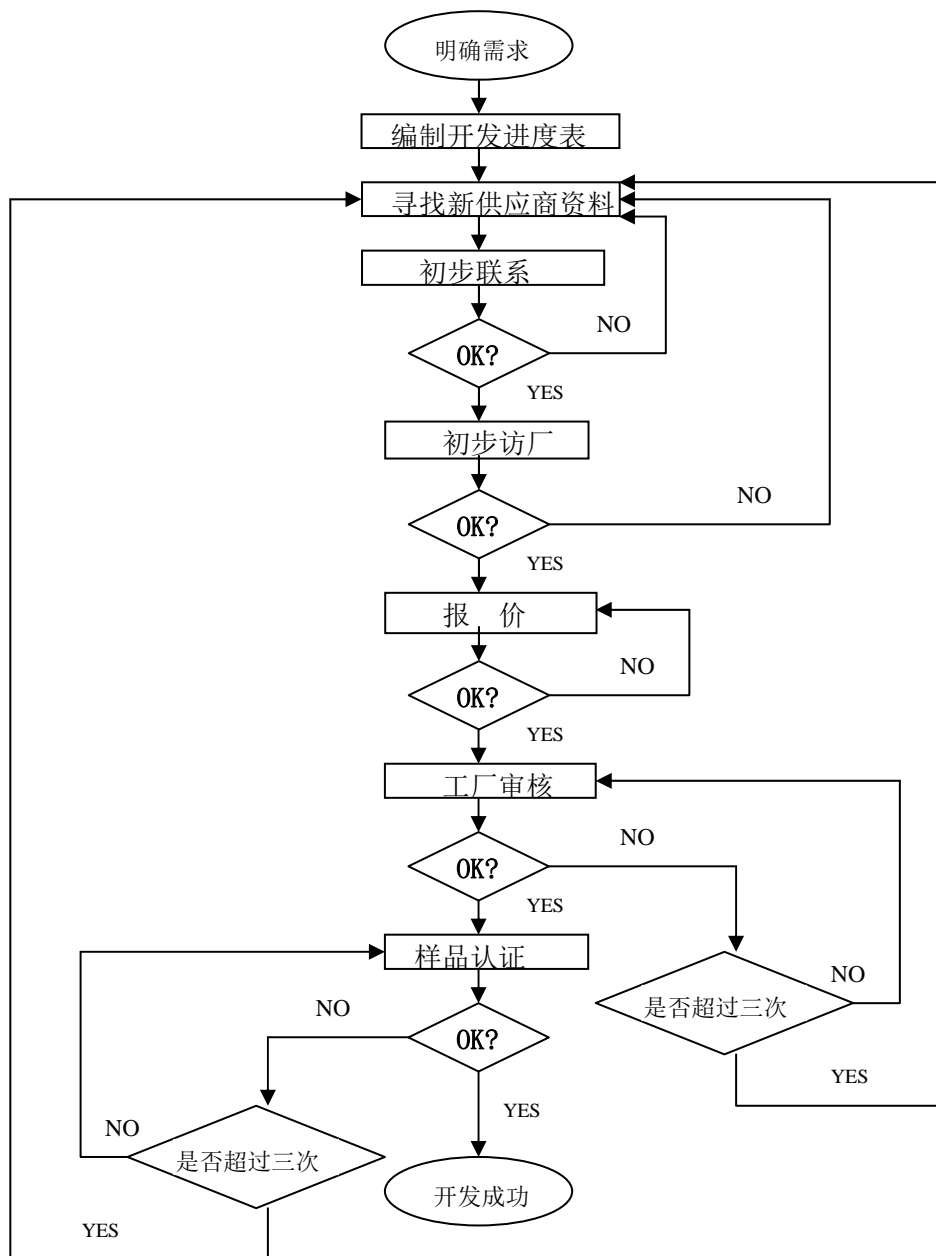 明确需求
编制开发进度表
寻找新供应商资料
初步联系
NO
OK?
YES
初步访厂
NO
OK?
YES
报 价
NO
OK?
YES
工厂审核
NO
OK?
YES
样品认证
NO
是否超过三次
NO
OK?
YES
YES
NO
是否超过三次
开发成功
YES